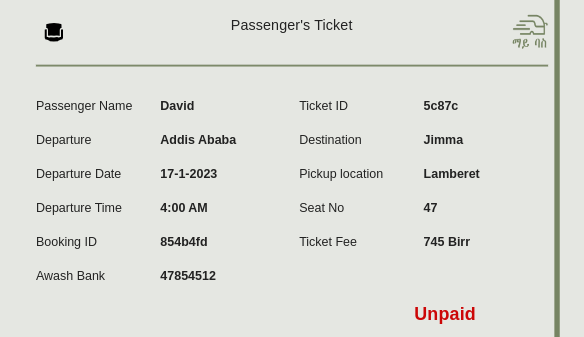 Passenger's Ticket
ማይ ባስ
Passenger Name David Ticket ID 5c87c
Departure Addis Ababa Destination Jimma
Departure Date 17-1-2023 Pickup location Lamberet
Departure Time 4:00 AM Seat No 47
Booking ID 854b4fd Ticket Fee 745 Birr
Awash Bank 47854512
Unpaid